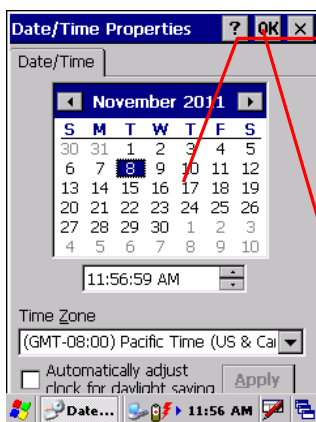 Date/Time Properties ? OK ×
Date/Time
November 2011
S M T W T F S
30 31 1 2 3 4 5
6 7 8 9 10 11 12
13 14 15 16 17 18 19
20 21 22 23 24 25 26
27 28 29 30 1 2 3
4 5 6 7 8 9 10
11:56:59 AM
Time Zone
(GMT-08:00) Pacific Time (US & Ca
Automatically adjust
clock for daylight saving
Apply
Date... 11:56 AM